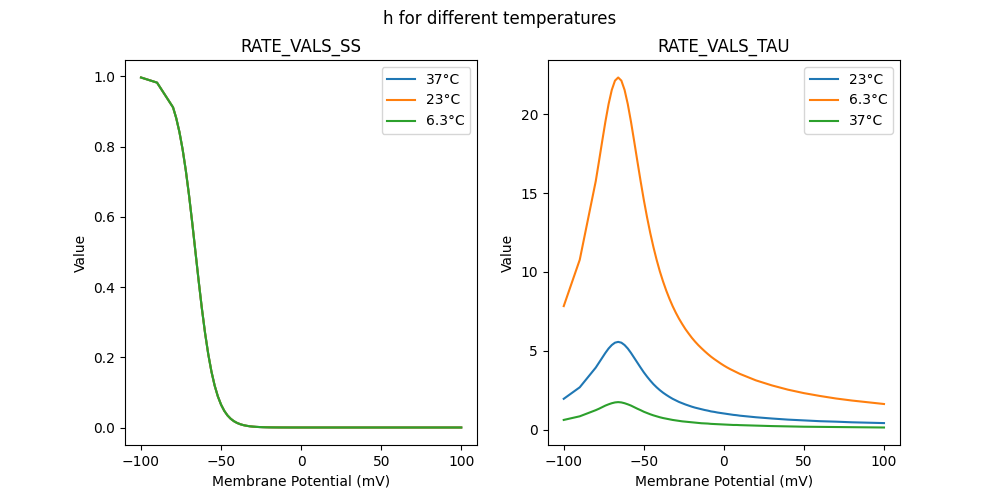 h for different temperatures
RATE_VALS_SS
1.0
0.8
0.6
0.4
0.2
0.0
Value
−100
−50
0
50
100
Membrane Potential (mV)
37°C
23°C
6.3°C
RATE_VALS_TAU
20
15
10
5
0
Value
−100
−50
0
50
100
Membrane Potential (mV)
23°C
6.3°C
37°C